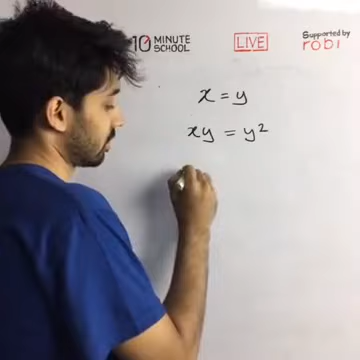 10 MINUTE SCHOOL
LIVE
Supported by
robi
x = y
xy = y²